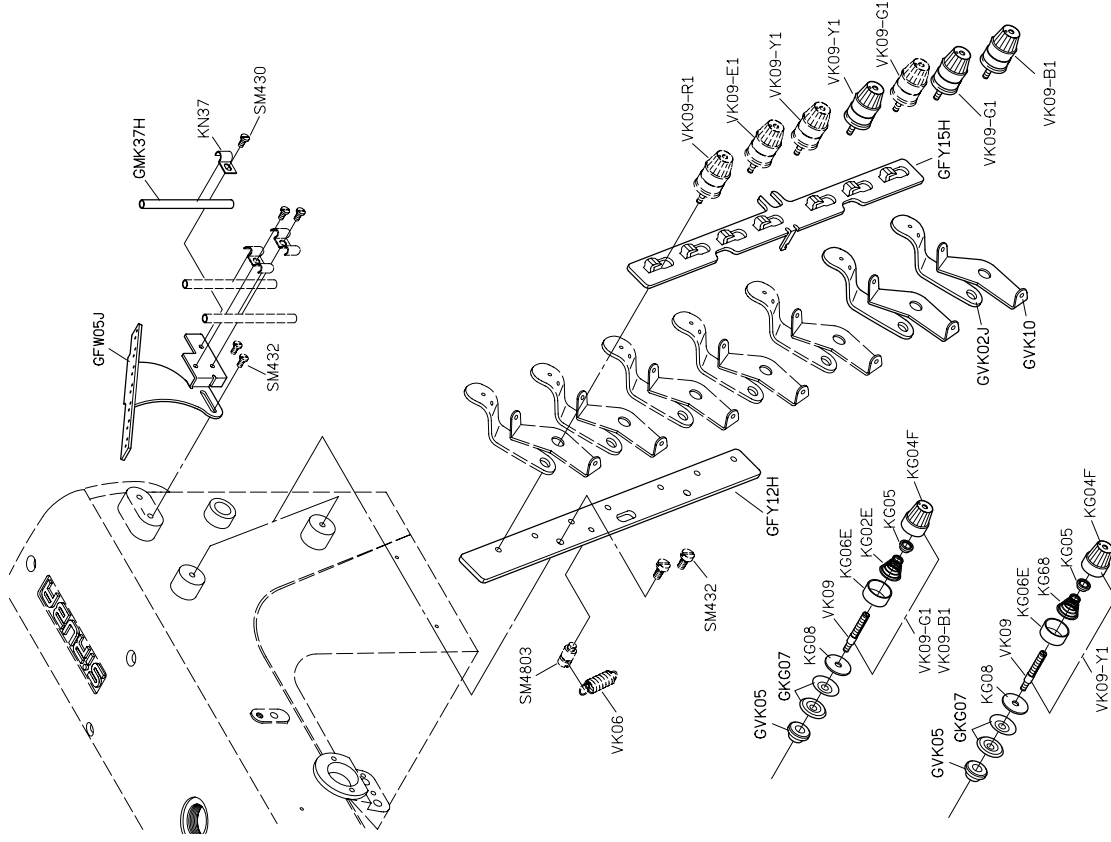 SM430
KN37
GMK37H
GFW05J
SM432
VK09-R1
VK09-E1
VK09-Y1
VK09-Y1
VK09-G1
VK09-G1
VK09-B1
GFY15H
GVK02J
GVK10
GFY12H
SM432
SM4803
VK06
Siruba
KG04F
KG05
KG02E
KG06E
VK09
KG08
GKG07
GVK05
VK09-G1
VK09-B1
KG04F
KG05
KG68
KG06E
VK09
KG08
GKG07
GVK05
VK09-Y1